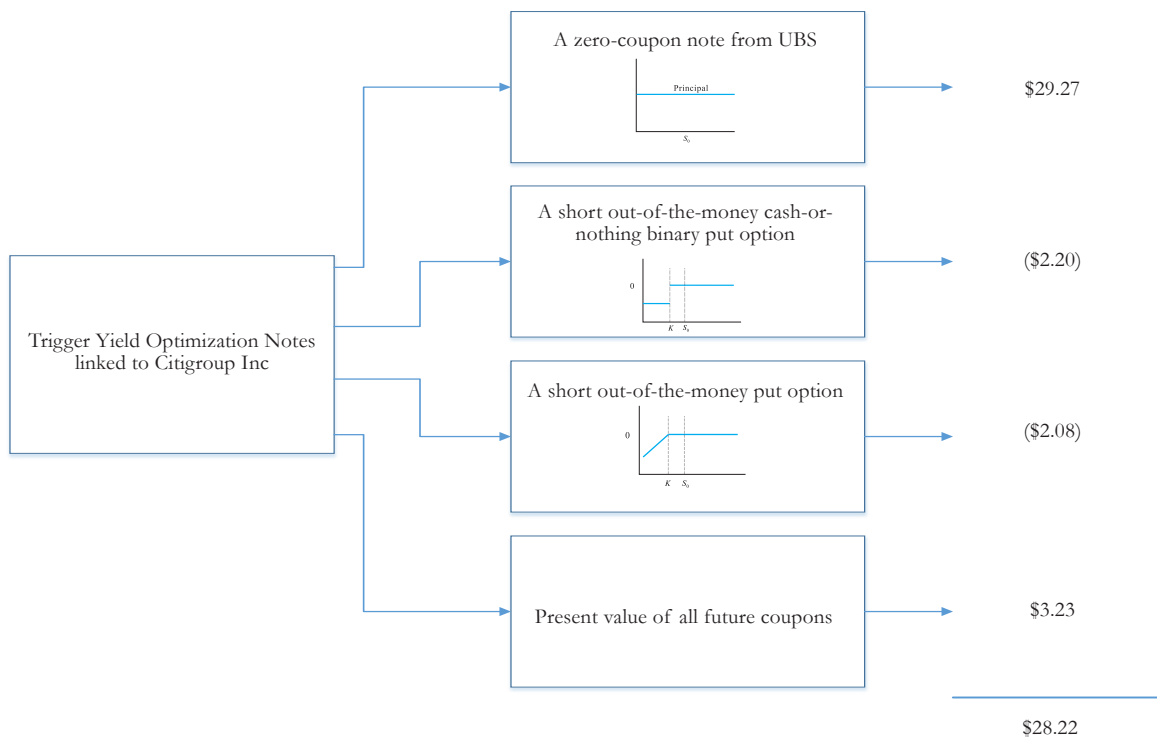 A zero-coupon note from UBS
Principal
S0
$29.27
A short out-of-the-money cash-or-
nothing binary put option
0
K
S0
($2.20)
Trigger Yield Optimization Notes
linked to Citigroup Inc
A short out-of-the-money put option
0
K
S0
($2.08)
Present value of all future coupons
$3.23
$28.22